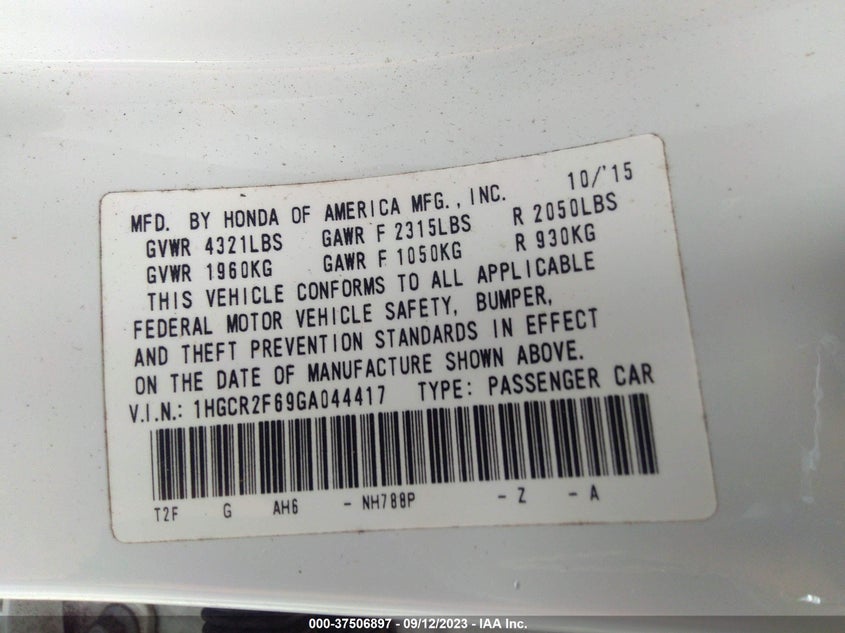 MFD. BY HONDA OF AMERICA MFG., INC. 10/'15
GVWR 4321LBS GAWR F 2315LBS R 2050LBS
GVWR 1960KG GAWR F 1050KG R 930KG
THIS VEHICLE CONFORMS TO ALL APPLICABLE
FEDERAL MOTOR VEHICLE SAFETY, BUMPER,
AND THEFT PREVENTION STANDARDS IN EFFECT
ON THE DATE OF MANUFACTURE SHOWN ABOVE.
V.I.N.: 1HGCR2F69GA044417 TYPE: PASSENGER CAR
T2F G AH6 - NH788P - Z - A
000-37506897 - 09/12/2023 - IAA Inc.